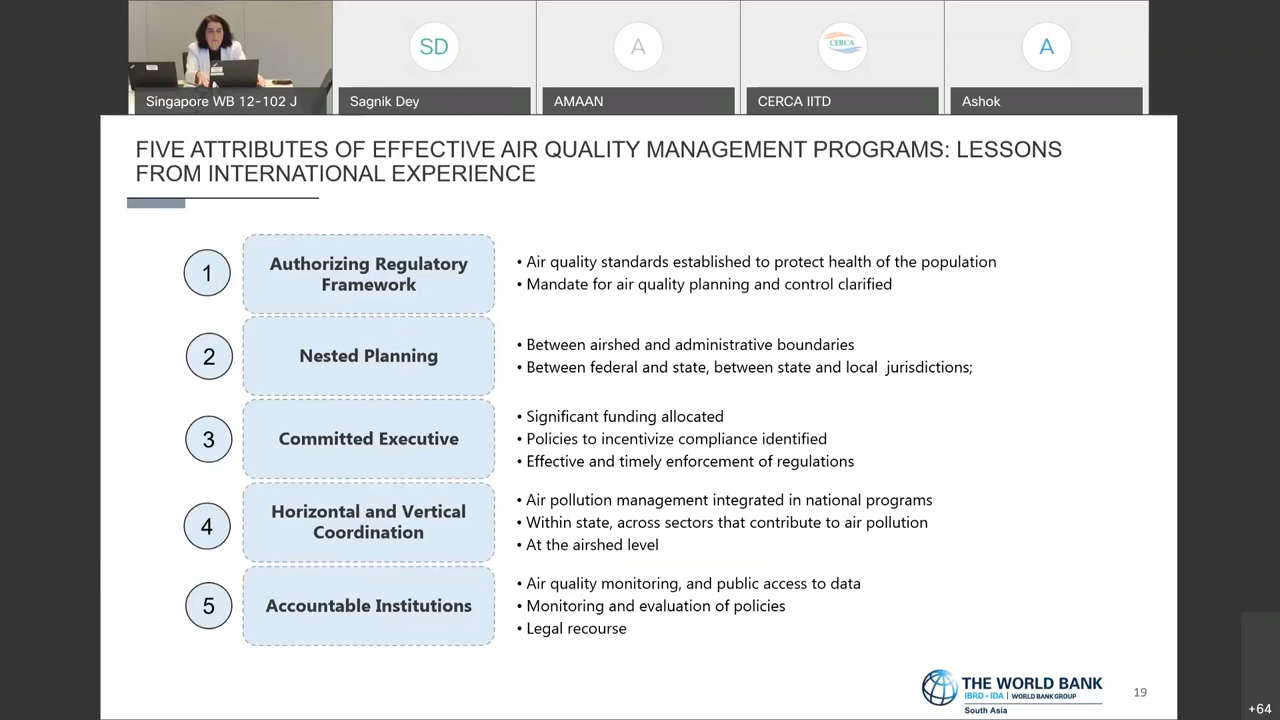 SD
A
CERCA
A
Singapore WB 12-102 J
Sagnik Dey
AMAAN
CERCA IITD
Ashok
FIVE ATTRIBUTES OF EFFECTIVE AIR QUALITY MANAGEMENT PROGRAMS: LESSONS
FROM INTERNATIONAL EXPERIENCE
1
Authorizing Regulatory
Framework
• Air quality standards established to protect health of the population
• Mandate for air quality planning and control clarified
2
Nested Planning
• Between airshed and administrative boundaries
• Between federal and state, between state and local jurisdictions;
3
Committed Executive
• Significant funding allocated
• Policies to incentivize compliance identified
• Effective and timely enforcement of regulations
4
Horizontal and Vertical
Coordination
• Air pollution management integrated in national programs
• Within state, across sectors that contribute to air pollution
• At the airshed level
5
Accountable Institutions
• Air quality monitoring, and public access to data
• Monitoring and evaluation of policies
• Legal recourse
THE WORLD BANK
IBRD • IDA | WORLD BANK GROUP
South Asia
19
+64